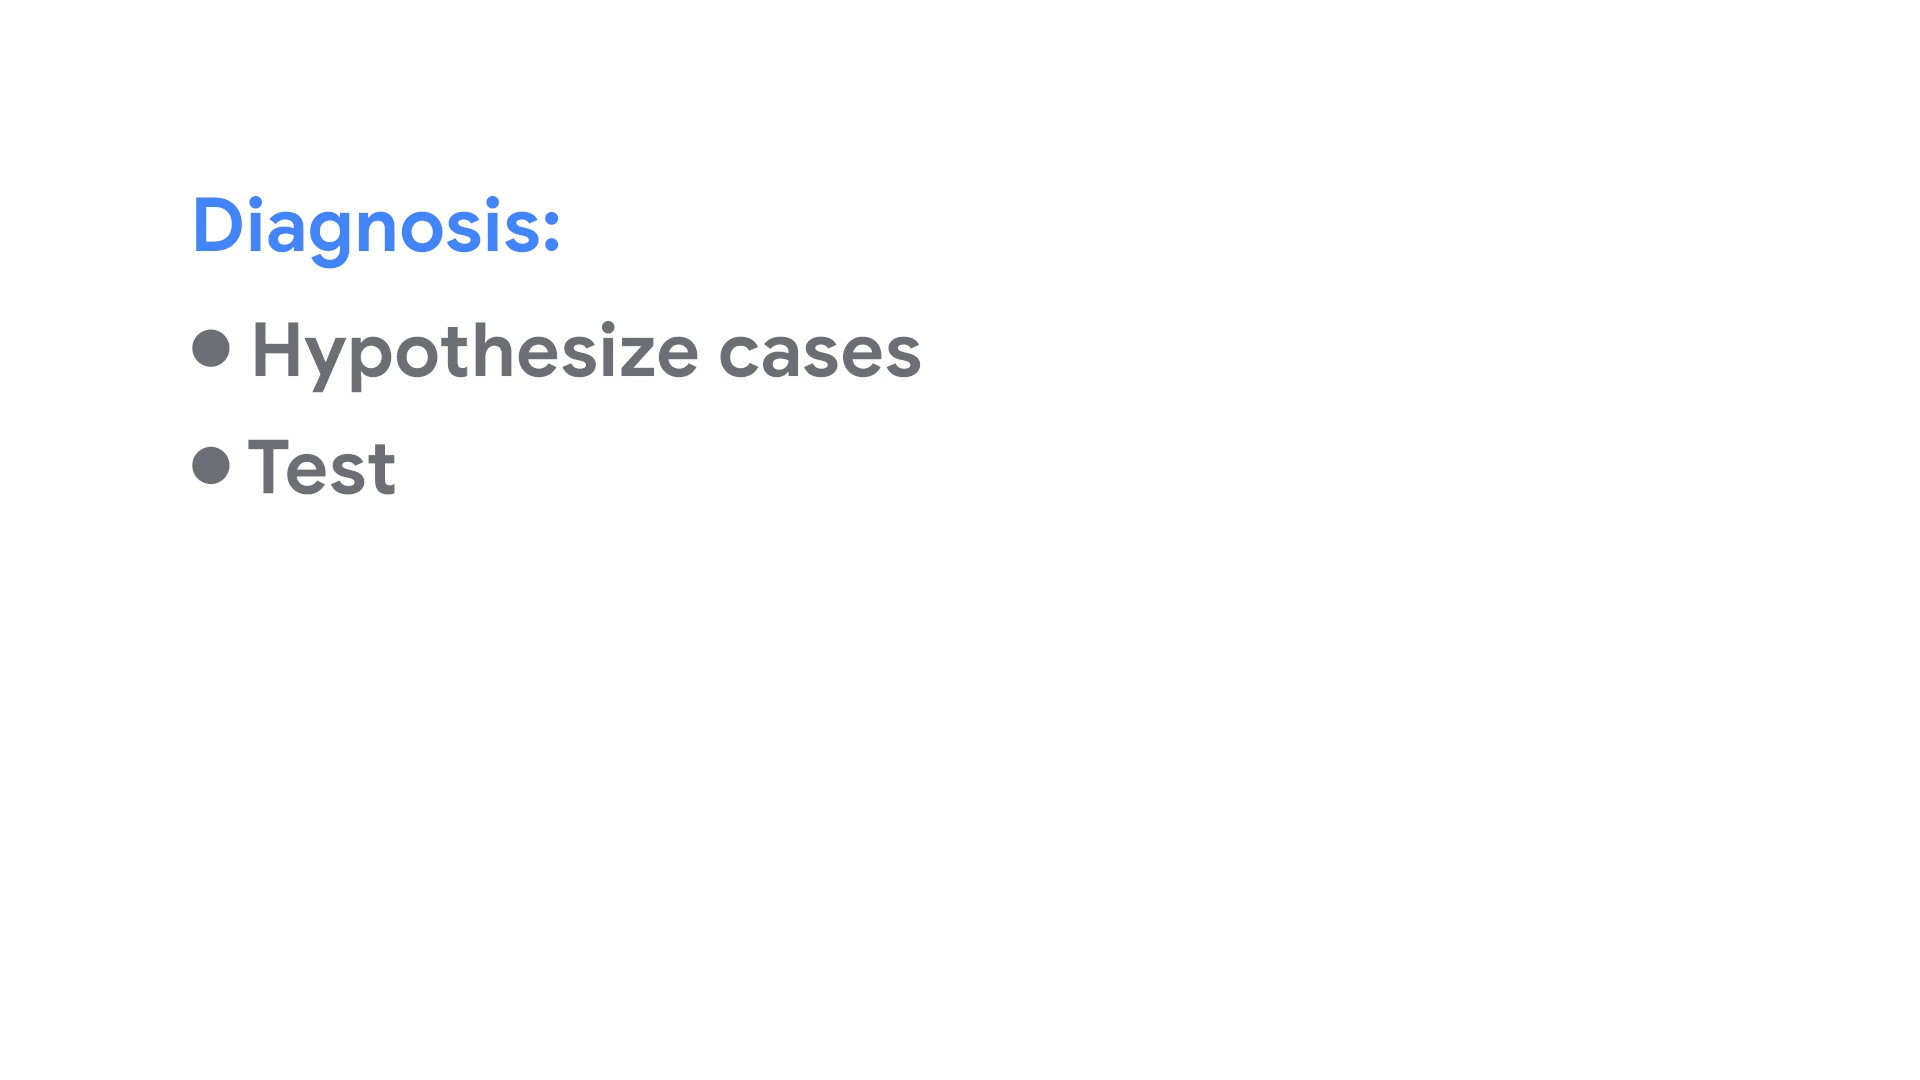 Diagnosis:
● Hypothesize cases
● Test